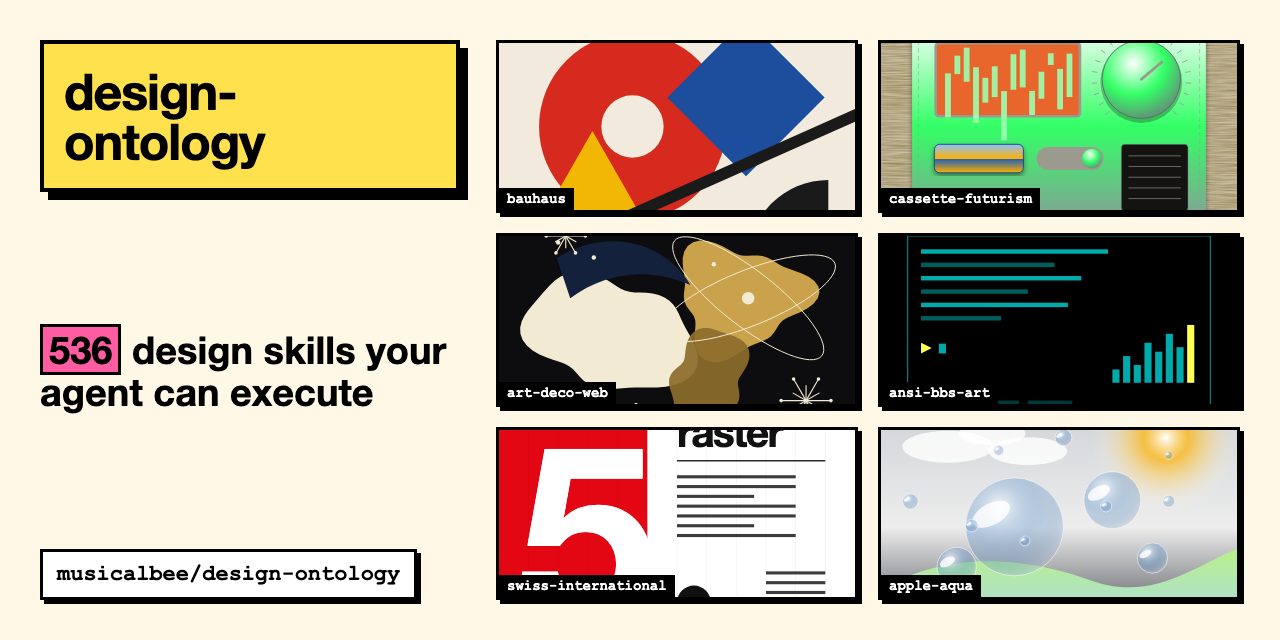 design-
ontology
536 design skills your
agent can execute
musicalbee/design-ontology
bauhaus
cassette-futurism
art-deco-web
ansi-bbs-art
5
raster
swiss-international
apple-aqua